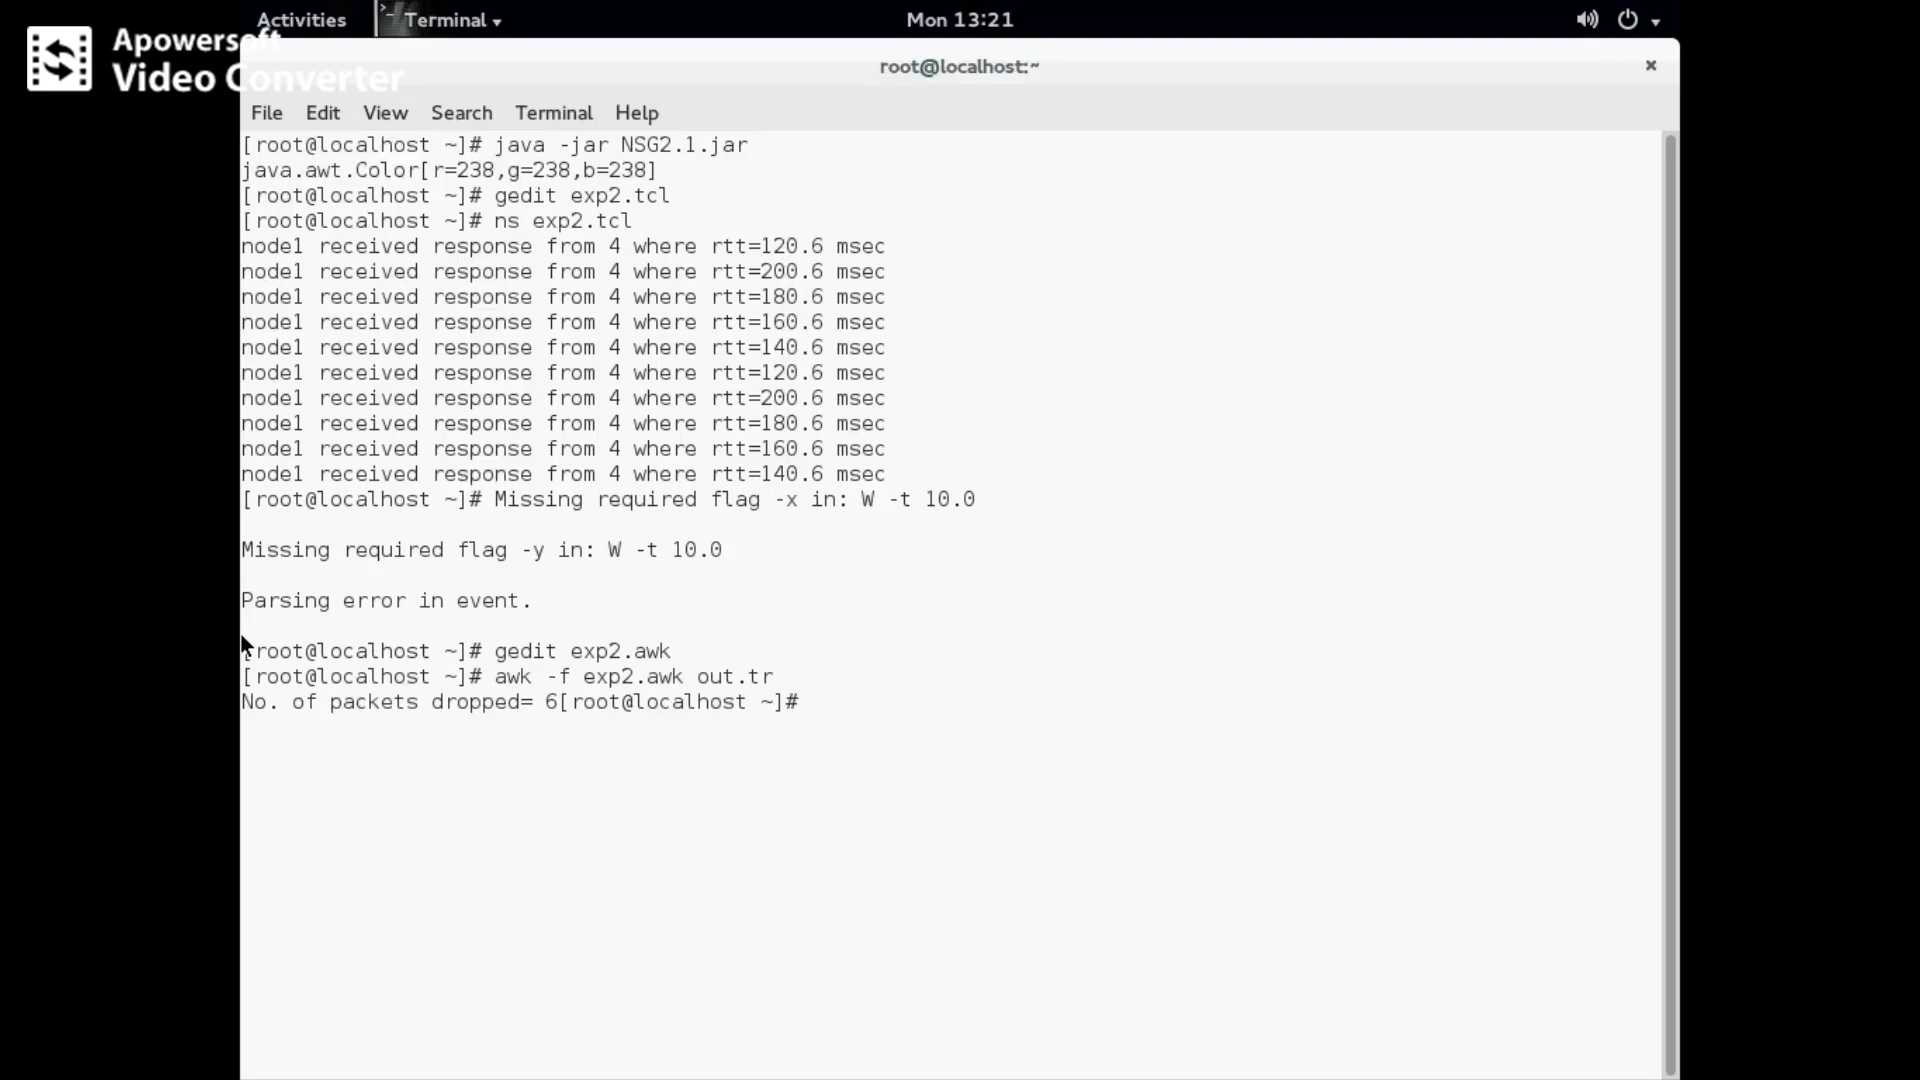 Activities Terminal Mon 13:21
Apowersoft
Video Converter
root@localhost:~ ×
File Edit View Search Terminal Help
[root@localhost ~]# java -jar NSG2.1.jar
java.awt.Color[r=238,g=238,b=238]
[root@localhost ~]# gedit exp2.tcl
[root@localhost ~]# ns exp2.tcl
node1 received response from 4 where rtt=120.6 msec
node1 received response from 4 where rtt=200.6 msec
node1 received response from 4 where rtt=180.6 msec
node1 received response from 4 where rtt=160.6 msec
node1 received response from 4 where rtt=140.6 msec
node1 received response from 4 where rtt=120.6 msec
node1 received response from 4 where rtt=200.6 msec
node1 received response from 4 where rtt=180.6 msec
node1 received response from 4 where rtt=160.6 msec
node1 received response from 4 where rtt=140.6 msec
[root@localhost ~]# Missing required flag -x in: W -t 10.0
Missing required flag -y in: W -t 10.0
Parsing error in event.
[root@localhost ~]# gedit exp2.awk
[root@localhost ~]# awk -f exp2.awk out.tr
No. of packets dropped= 6[root@localhost ~]#